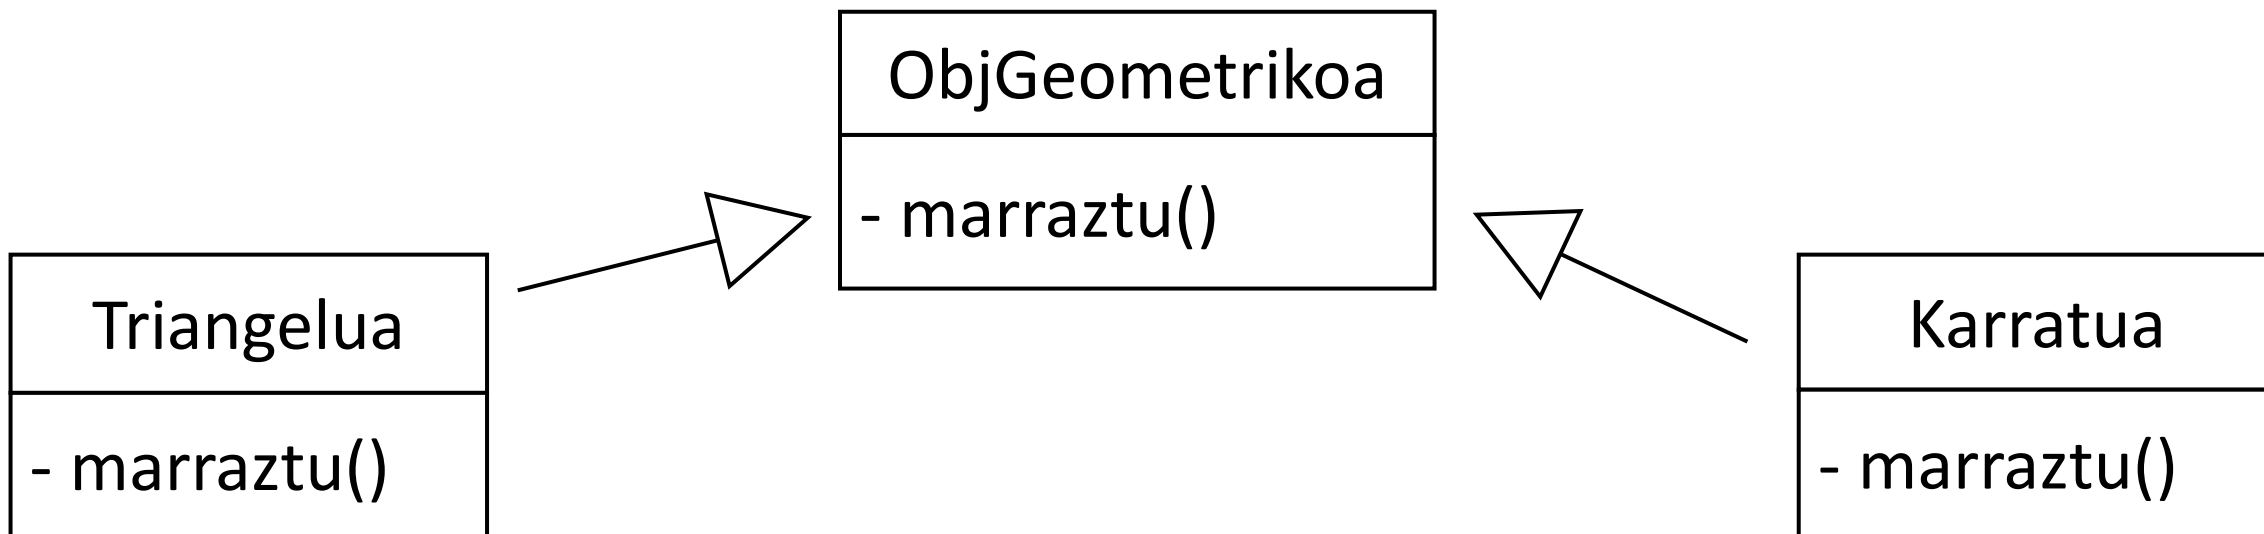 ObjGeometrikoa
- marraztu()
Triangelua
- marraztu()
Karratua
- marraztu()